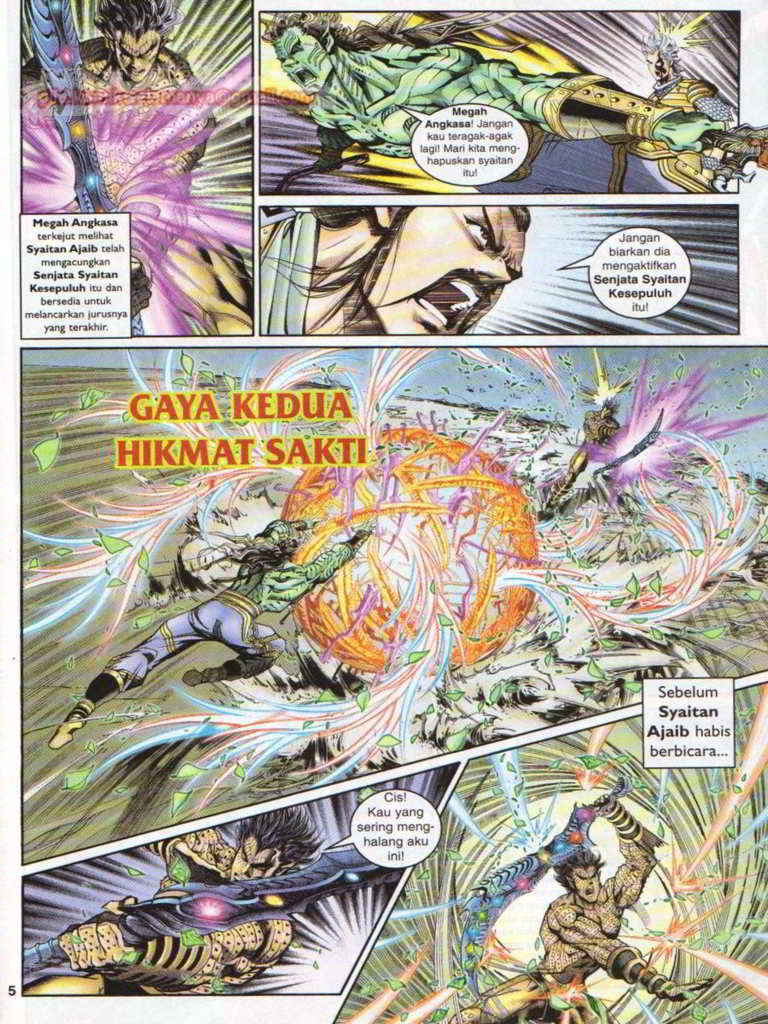 Megah Angkasa
terkejut melihat
Syaitan Ajaib telah
mengacungkan
Senjata Syaitan
Kesepuluh itu dan
bersedia untuk
melancarkan jurusnya
yang terakhir.
Megah
Angkasa! Jangan
kau teragak-agak
lagi! Mari kita meng-
hapuskan syaitan
itu!
Jangan
biarkan dia
mengaktifkan
Senjata Syaitan
Kesepuluh
itu!
GAYA KEDUA
HIKMAT SAKTI
Sebelum
Syaitan
Ajaib habis
berbicara...
Cis!
Kau yang
sering meng-
halang aku
ini!
5